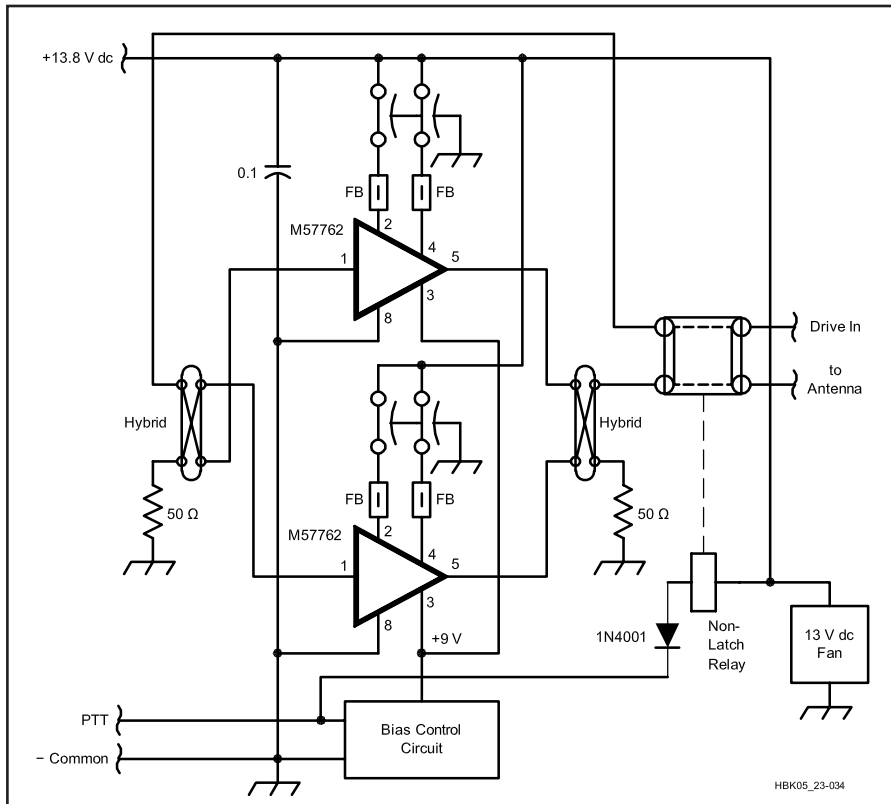 +13.8 V dc
0.1
FB
FB
M57762
2
4
1
5
3
8
Drive In
to
Antenna
Hybrid
Hybrid
50 Ω
50 Ω
FB
FB
M57762
2
4
1
5
3
8
+9 V
1N4001
Non-
Latch
Relay
13 V dc
Fan
PTT
Bias Control
Circuit
− Common
HBK05_23-034